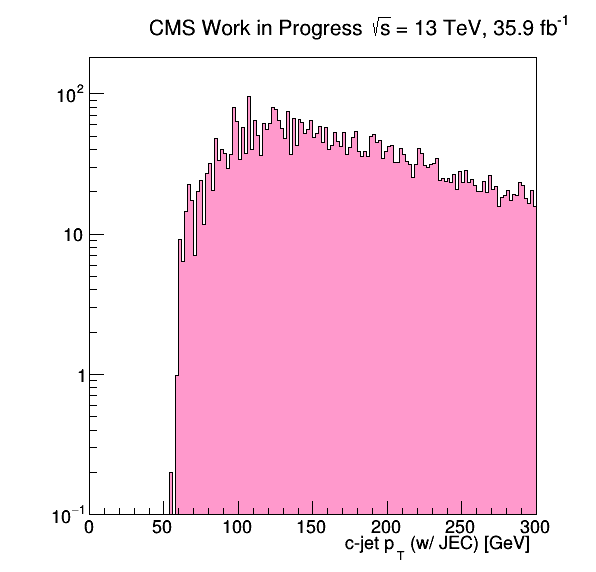 CMS Work in Progress √s = 13 TeV, 35.9 fb⁻¹
10²
10
1
10⁻¹
0 50 100 150 200 250 300
c-jet p_T (w/ JEC) [GeV]